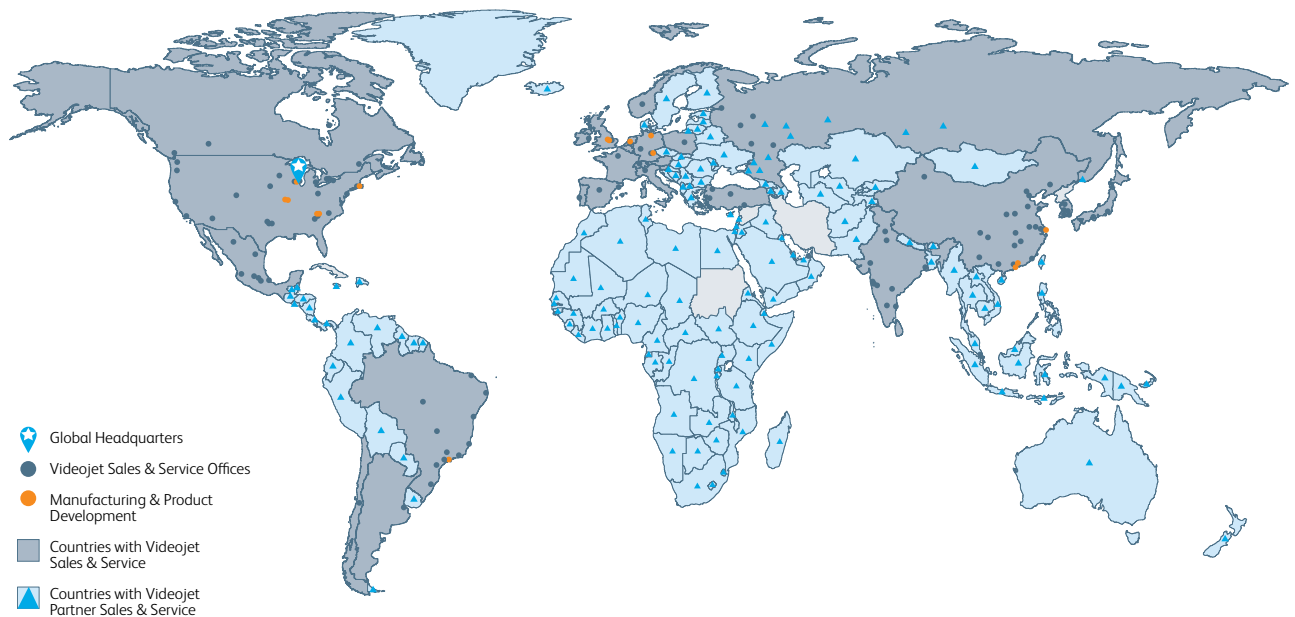 Global Headquarters
Videojet Sales & Service Offices
Manufacturing & Product
Development
Countries with Videojet
Sales & Service
Countries with Videojet
Partner Sales & Service